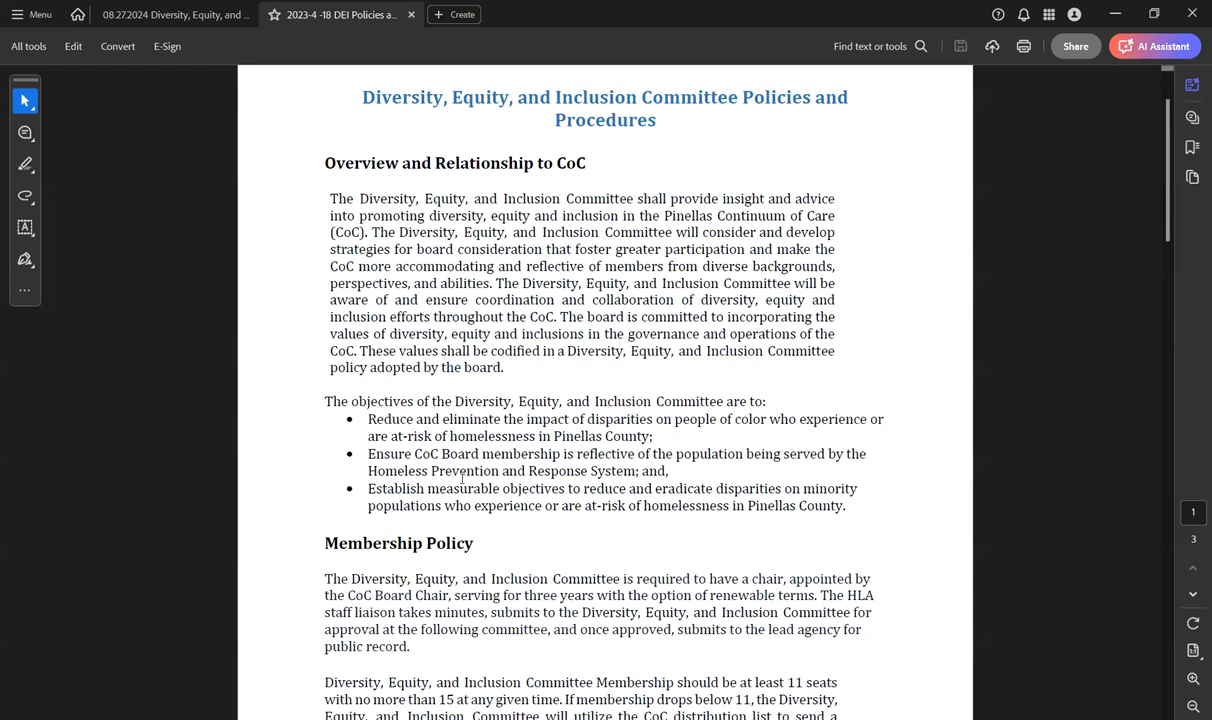 Menu
08.27.2024 Diversity, Equity, and ...
2023-4 -18 DEI Policies a...
Create
All tools
Edit
Convert
E-Sign
Find text or tools
Share
AI Assistant
Diversity, Equity, and Inclusion Committee Policies and
Procedures
Overview and Relationship to CoC
The Diversity, Equity, and Inclusion Committee shall provide insight and advice
into promoting diversity, equity and inclusion in the Pinellas Continuum of Care
(CoC). The Diversity, Equity, and Inclusion Committee will consider and develop
strategies for board consideration that foster greater participation and make the
CoC more accommodating and reflective of members from diverse backgrounds,
perspectives, and abilities. The Diversity, Equity, and Inclusion Committee will be
aware of and ensure coordination and collaboration of diversity, equity and
inclusion efforts throughout the CoC. The board is committed to incorporating the
values of diversity, equity and inclusions in the governance and operations of the
CoC. These values shall be codified in a Diversity, Equity, and Inclusion Committee
policy adopted by the board.
The objectives of the Diversity, Equity, and Inclusion Committee are to:
• Reduce and eliminate the impact of disparities on people of color who experience or
are at-risk of homelessness in Pinellas County;
• Ensure CoC Board membership is reflective of the population being served by the
Homeless Prevention and Response System; and,
• Establish measurable objectives to reduce and eradicate disparities on minority
populations who experience or are at-risk of homelessness in Pinellas County.
Membership Policy
The Diversity, Equity, and Inclusion Committee is required to have a chair, appointed by
the CoC Board Chair, serving for three years with the option of renewable terms. The HLA
staff liaison takes minutes, submits to the Diversity, Equity, and Inclusion Committee for
approval at the following committee, and once approved, submits to the lead agency for
public record.
Diversity, Equity, and Inclusion Committee Membership should be at least 11 seats
with no more than 15 at any given time. If membership drops below 11, the Diversity,
Equity, and Inclusion Committee will utilize the CoC distribution list to send a
1
3